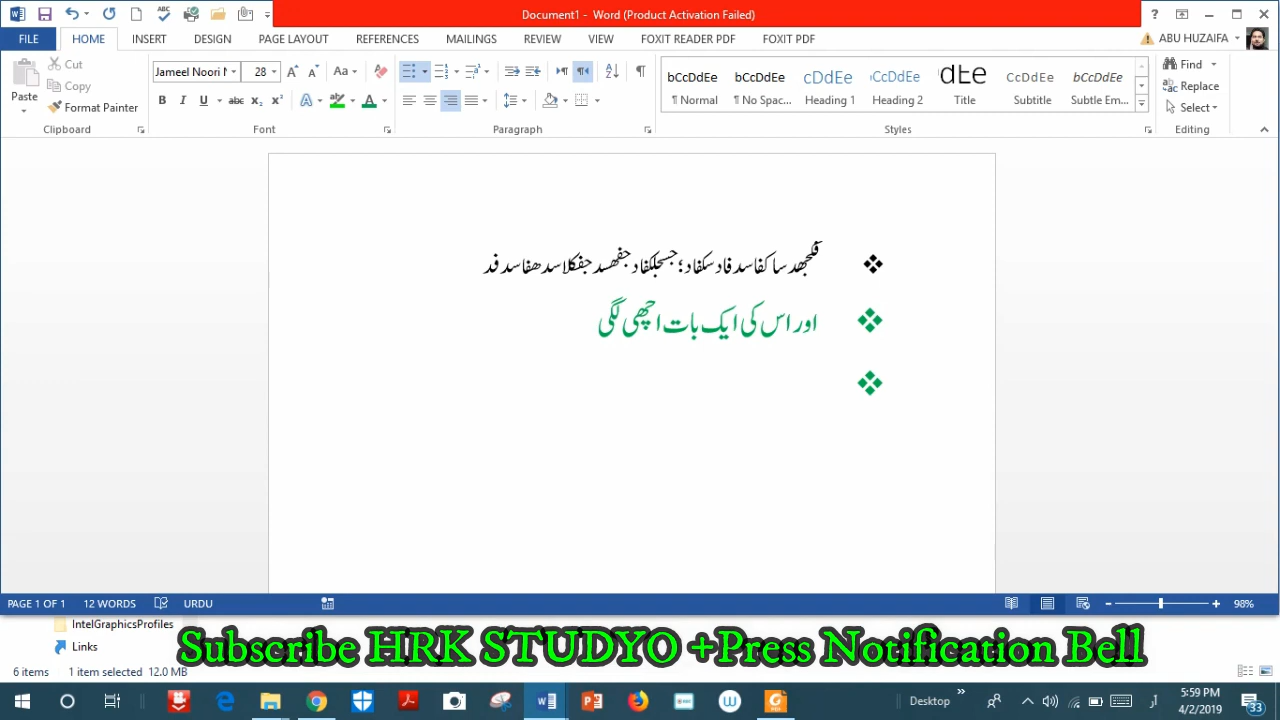 Document1 - Word (Product Activation Failed)
FILE HOME INSERT DESIGN PAGE LAYOUT REFERENCES MAILINGS REVIEW VIEW FOXIT READER PDF FOXIT PDF ABU HUZAIFA
Paste
Cut
Copy
Format Painter
Clipboard
Jameel Noori 28
Font
Paragraph
bCcDdEe bCcDdEe cDdEe cCcDdEe dLe CcDdEe bCcDdEe
¶ Normal ¶ No Spac... Heading 1 Heading 2 Title Subtitle Subtle Em...
Styles
Find
Replace
Select
Editing
اور اس کی ایک بات اچھی لگی
PAGE 1 OF 1 12 WORDS URDU 98%
IntelGraphicsProfiles
Links
Subscribe HRK STUDYO +Press Notification Bell
6 items 1 item selected 12.0 MB
Desktop 5:59 PM
4/2/2019 33